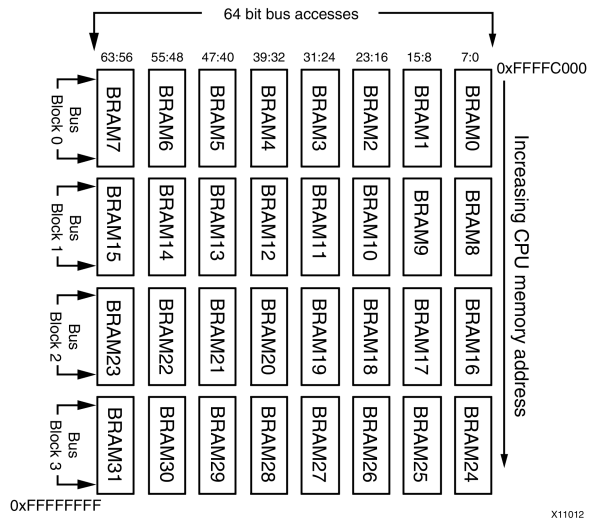 64 bit bus accesses
63:56 55:48 47:40 39:32 31:24 23:16 15:8 7:0
0xFFFFC000
Bus
Block 0
BRAM7 BRAM6 BRAM5 BRAM4 BRAM3 BRAM2 BRAM1 BRAM0
Increasing CPU memory address
Bus
Block 1
BRAM15 BRAM14 BRAM13 BRAM12 BRAM11 BRAM10 BRAM9 BRAM8
Bus
Block 2
BRAM23 BRAM22 BRAM21 BRAM20 BRAM19 BRAM18 BRAM17 BRAM16
Bus
Block 3
BRAM31 BRAM30 BRAM29 BRAM28 BRAM27 BRAM26 BRAM25 BRAM24
0xFFFFFFFF
X11012